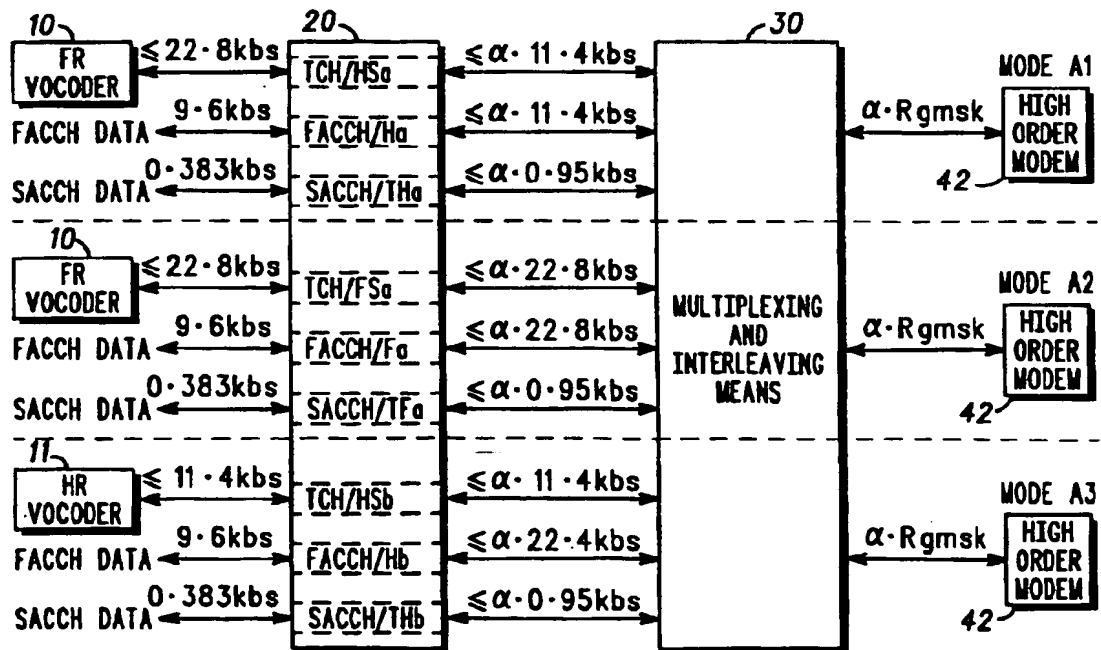 10
20
30
FR
VOCODER
≤22·8kbs
TCH/HSa
≤α·11·4kbs
FACCH DATA
9·6kbs
FACCH/Ha
≤α·11·4kbs
SACCH DATA
0·383kbs
SACCH/THa
≤α·0·95kbs
α·Rgmsk
MODE A1
HIGH
ORDER
MODEM
42
10
FR
VOCODER
≤22·8kbs
TCH/FSa
≤α·22·8kbs
FACCH DATA
9·6kbs
FACCH/Fa
≤α·22·8kbs
SACCH DATA
0·383kbs
SACCH/TFa
≤α·0·95kbs
MULTIPLEXING
AND
INTERLEAVING
MEANS
α·Rgmsk
MODE A2
HIGH
ORDER
MODEM
42
11
HR
VOCODER
≤ 11·4kbs
TCH/HSb
≤α·11·4kbs
FACCH DATA
9·6kbs
FACCH/Hb
≤α·22·4kbs
SACCH DATA
0·383kbs
SACCH/THb
≤α·0·95kbs
α·Rgmsk
MODE A3
HIGH
ORDER
MODEM
42